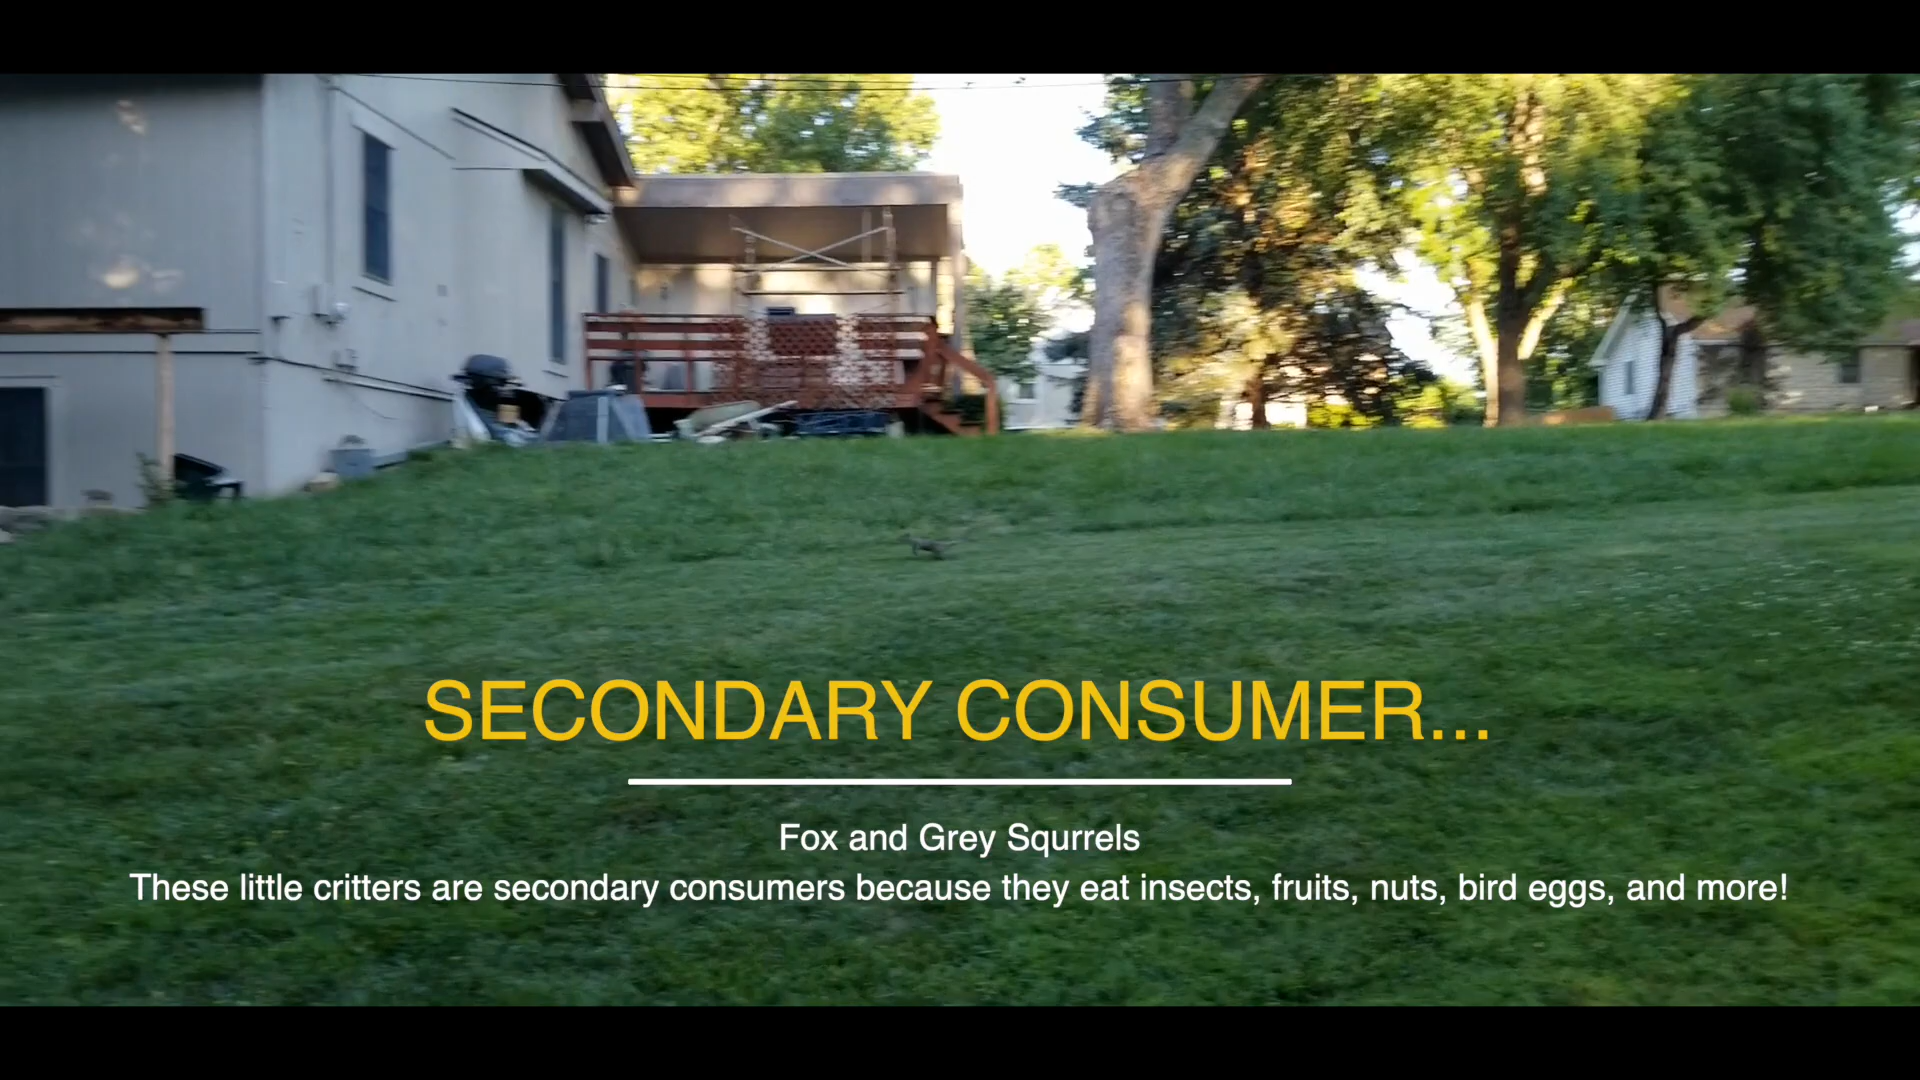 SECONDARY CONSUMER...
Fox and Grey Squrrels
These little critters are secondary consumers because they eat insects, fruits, nuts, bird eggs, and more!